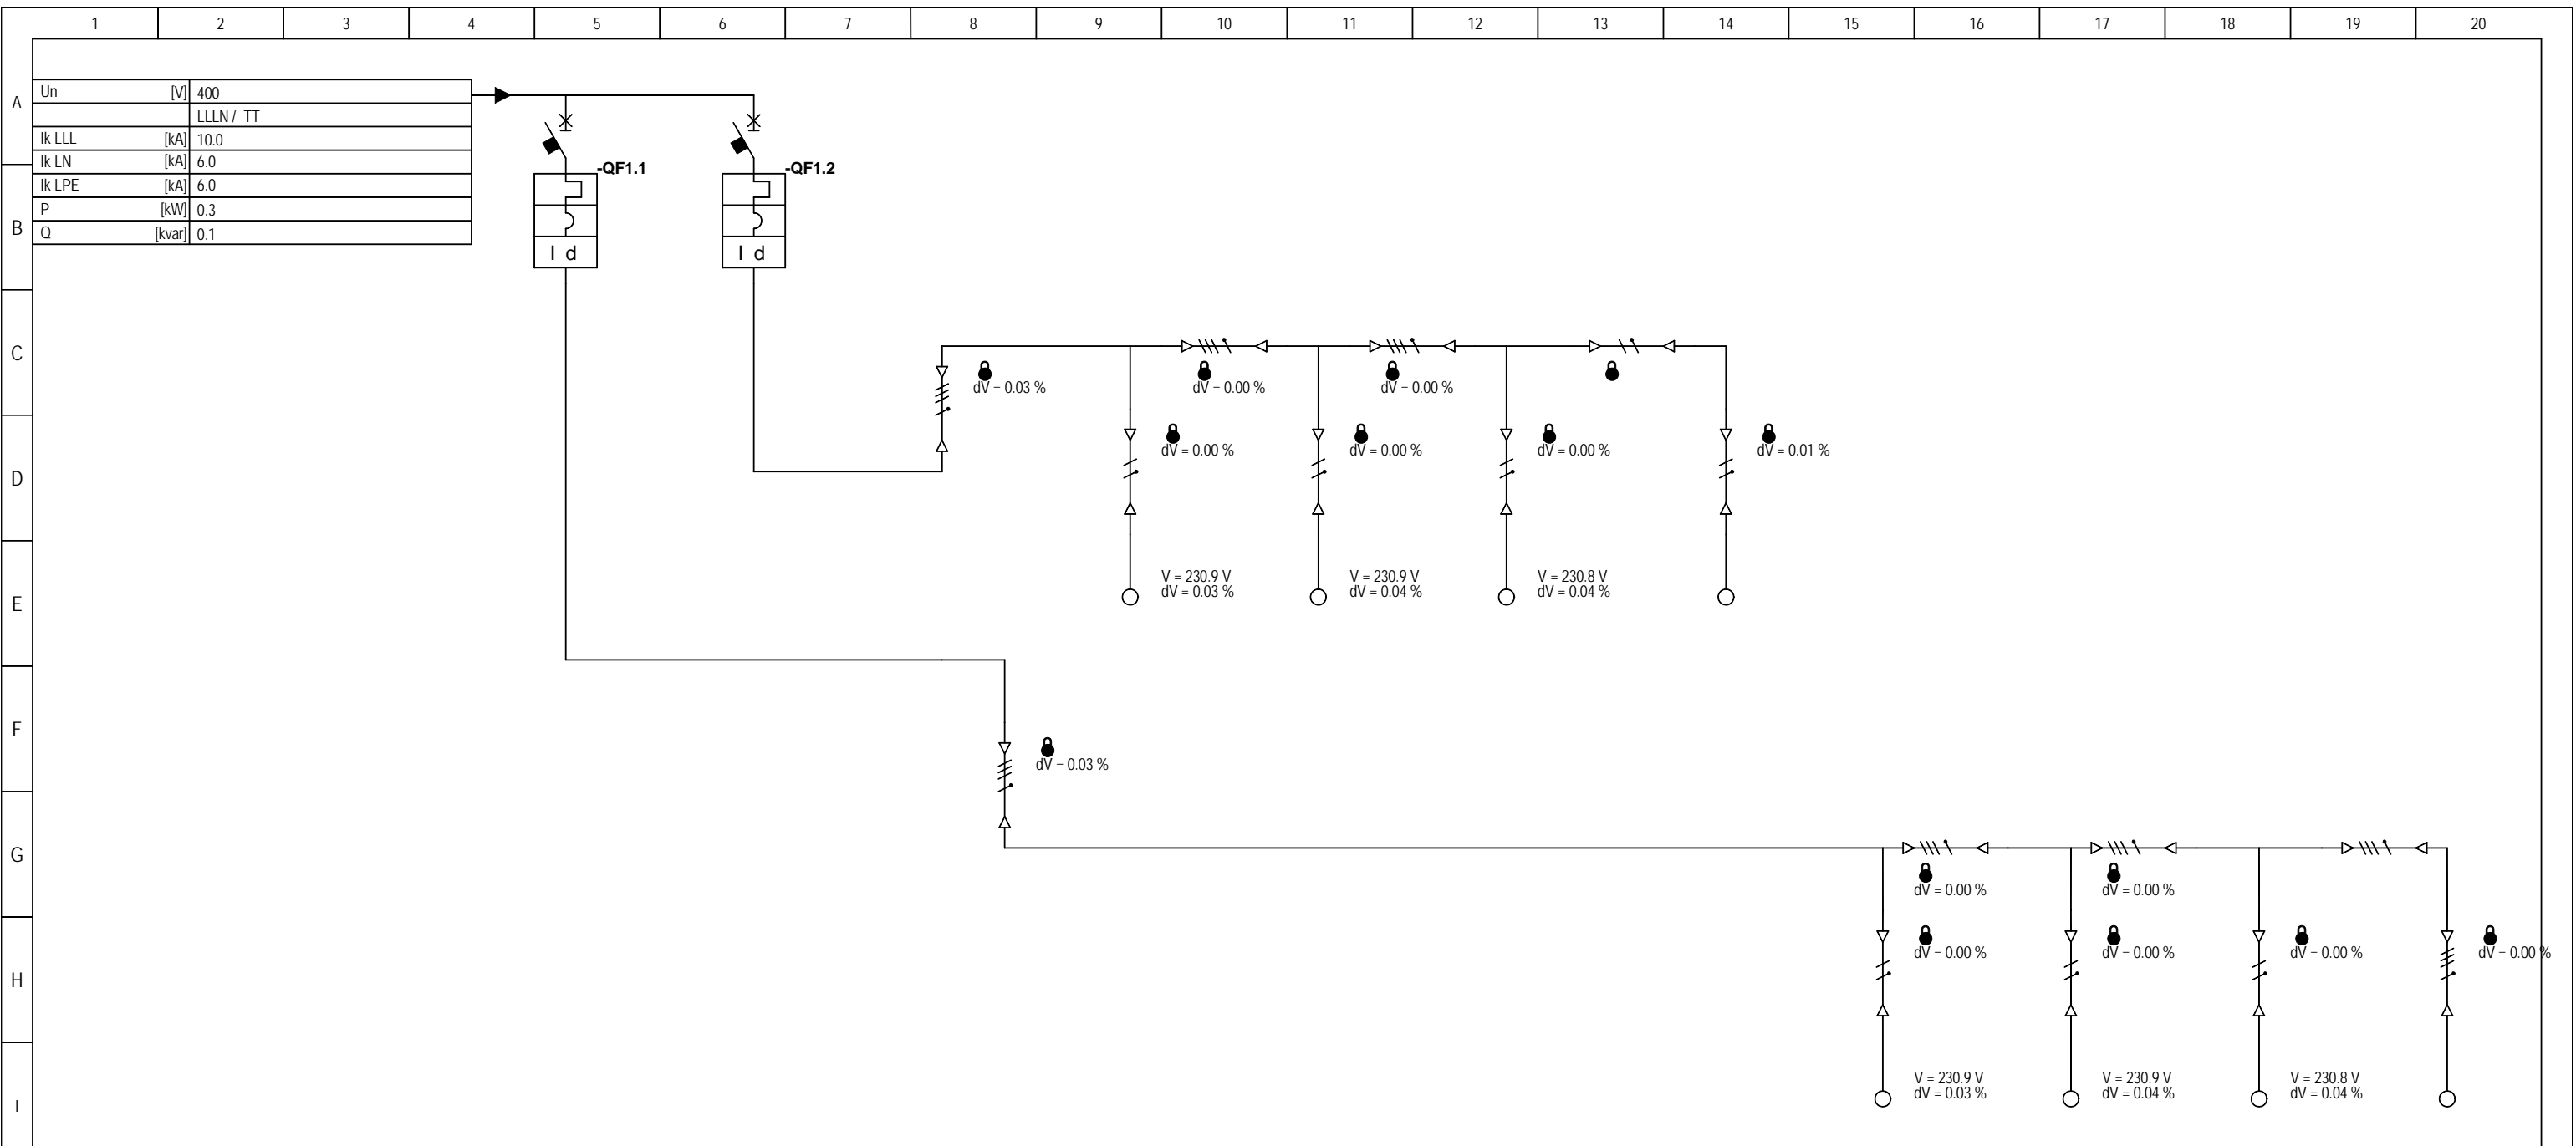 1 2 3 4 5 6 7 8 9 10 11 12 13 14 15 16 17 18 19 20
A
Un [V] 400
LLLN / TT
Ik LLL [kA] 10.0
Ik LN [kA] 6.0
Ik LPE [kA] 6.0
P [kW] 0.3
Q [kvar] 0.1
-QF1.1 -QF1.2
B
I d I d
C
dV = 0.03 % dV = 0.00 % dV = 0.00 %
dV = 0.00 % dV = 0.00 % dV = 0.00 % dV = 0.01 %
D
V = 230.9 V V = 230.9 V V = 230.8 V
dV = 0.03 % dV = 0.04 % dV = 0.04 %
E
F
dV = 0.03 %
G
dV = 0.00 % dV = 0.00 %
dV = 0.00 % dV = 0.00 % dV = 0.00 % dV = 0.00 %
H
V = 230.9 V V = 230.9 V V = 230.8 V
dV = 0.03 % dV = 0.04 % dV = 0.04 %
I